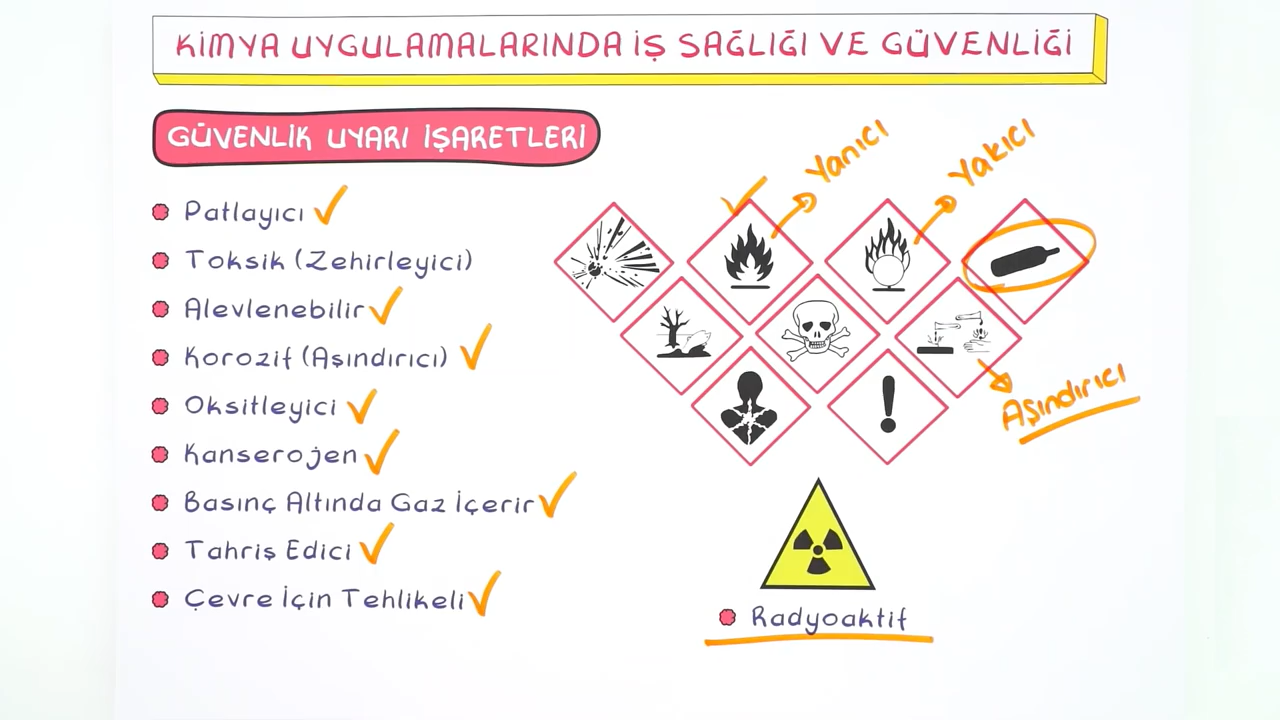 KİMYA UYGULAMALARINDA İŞ SAĞLIĞI VE GÜVENLİĞİ
GÜVENLİK UYARI İŞARETLERİ
Patlayıcı
Toksik (Zehirleyici)
Alevlenebilir
Korozif (Aşındırıcı)
Oksitleyici
Kanserojen
Basınç Altında Gaz İçerir
Tahriş Edici
Çevre İçin Tehlikeli
Yanıcı
Yakıcı
Aşındırıcı
Radyoaktif